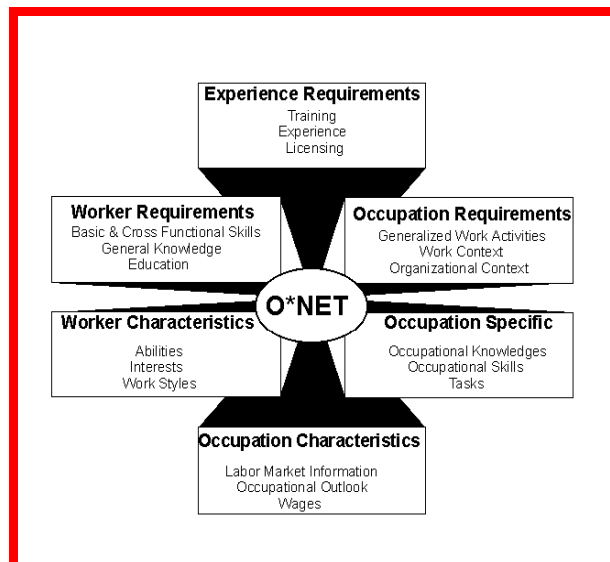 Experience Requirements
Training
Experience
Licensing
Worker Requirements
Basic & Cross Functional Skills
General Knowledge
Education
Occupation Requirements
Generalized Work Activities
Work Context
Organizational Context
O*NET
Worker Characteristics
Abilities
Interests
Work Styles
Occupation Specific
Occupational Knowledges
Occupational Skills
Tasks
Occupation Characteristics
Labor Market Information
Occupational Outlook
Wages